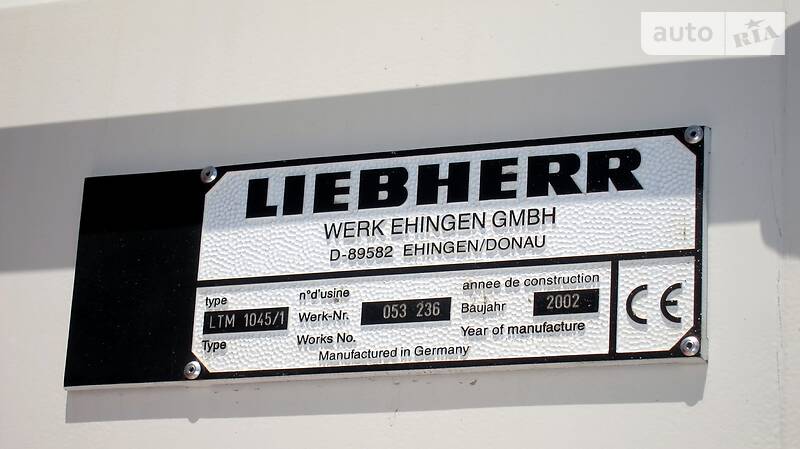 auto RIA
LIEBHERR
WERK EHINGEN GMBH
D-89582 EHINGEN/DONAU
type
LTM 1045/1
Type
n°d'usine
Werk-Nr. 053 236
Works No.
annee de construction
Baujahr 2002
Year of manufacture
Manufactured in Germany
CE